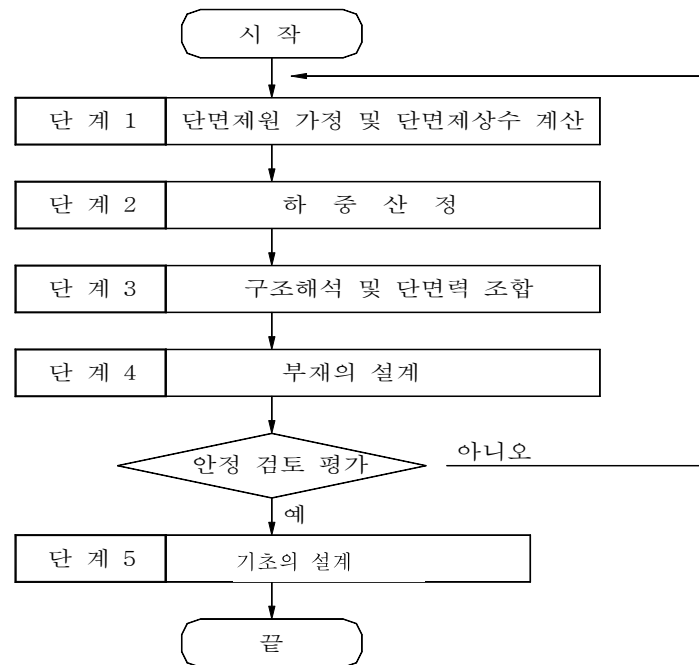 시 작
단 계 1 단면제원 가정 및 단면제상수 계산
단 계 2 하 중 산 정
단 계 3 구조해석 및 단면력 조합
단 계 4 부재의 설계
안정 검토 평가 아니오
예
단 계 5 기초의 설계
끝